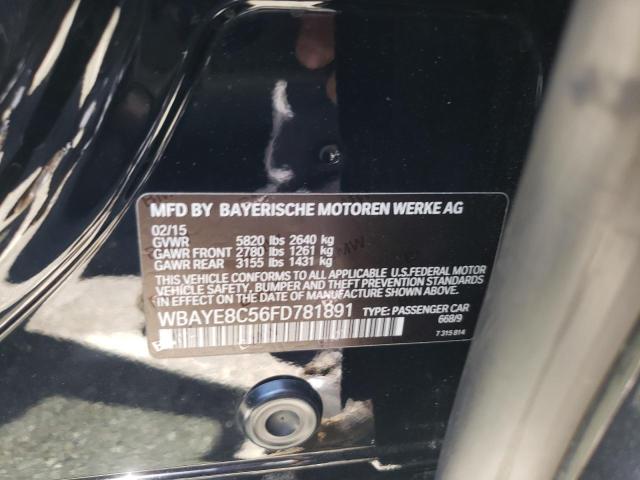 MFD BY BAYERISCHE MOTOREN WERKE AG
02/15
GVWR 5820 lbs 2640 kg
GAWR FRONT 2780 lbs 1261 kg
GAWR REAR 3155 lbs 1431 kg
THIS VEHICLE CONFORMS TO ALL APPLICABLE U.S.FEDERAL MOTOR
VEHICLE SAFETY, BUMPER AND THEFT PREVENTION STANDARDS
IN EFFECT ON THE DATE OF MANUFACTURE SHOWN ABOVE.
WBAYE8C56FD781891 TYPE: PASSENGER CAR
668/9
7 315 814